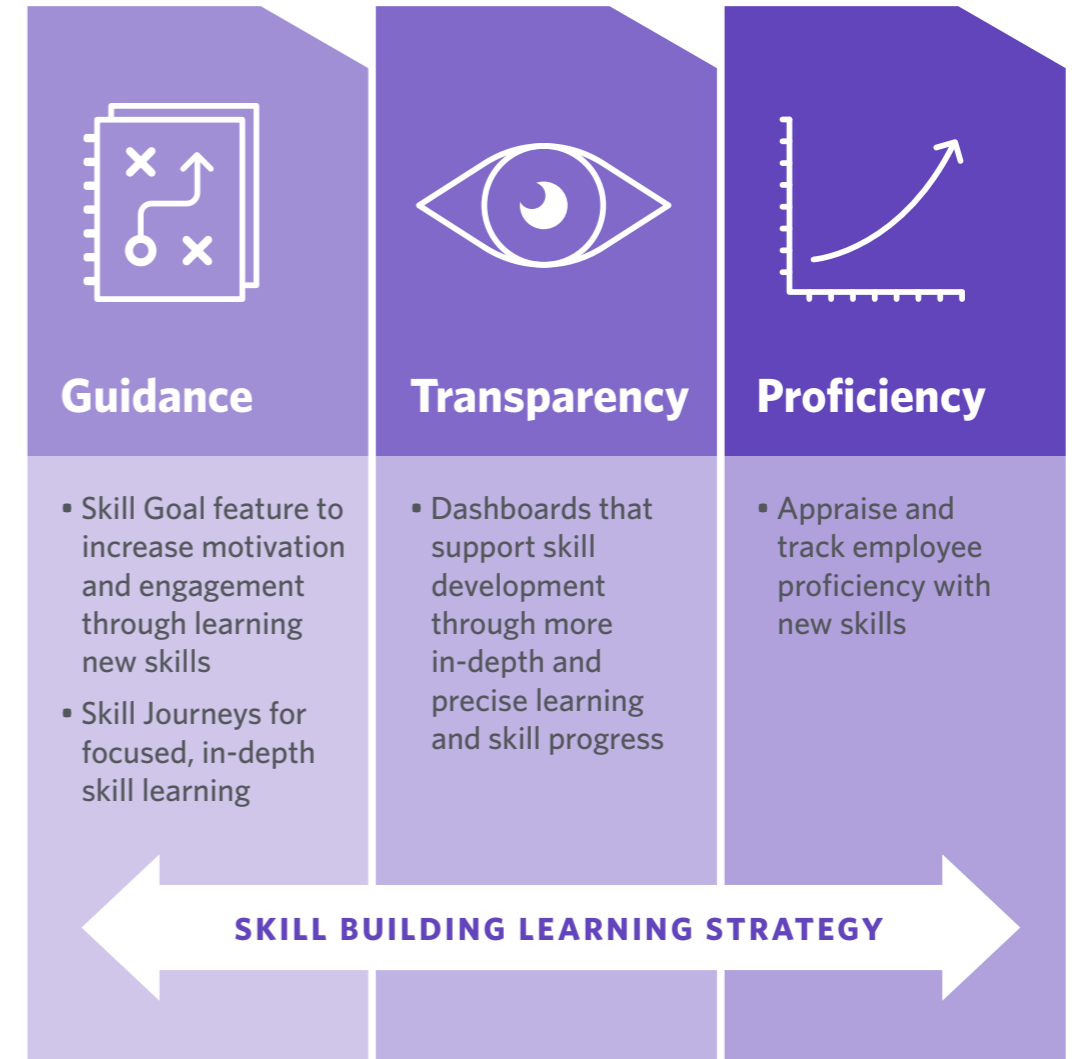 Guidance
• Skill Goal feature to
increase motivation
and engagement
through learning
new skills
• Skill Journeys for
focused, in-depth
skill learning
Transparency
• Dashboards that
support skill
development
through more
in-depth and
precise learning
and skill progress
Proficiency
• Appraise and
track employee
proficiency with
new skills
SKILL BUILDING LEARNING STRATEGY